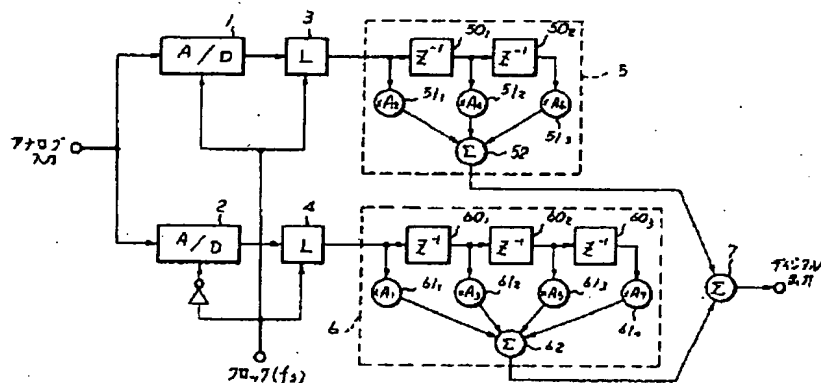 1
3
A/D
L
Z⁻¹
50₁
Z⁻¹
50₂
5
×A₂
51₁
×A₄
51₂
×A₆
51₃
Σ
52
アナログ
入力
2
4
A/D
L
Z⁻¹
60₁
Z⁻¹
60₂
Z⁻¹
60₃
×A₁
61₁
×A₃
61₂
×A₅
61₃
×A₇
61₄
6
Σ
62
7
Σ
ディジタル
出力
クロック(fs)